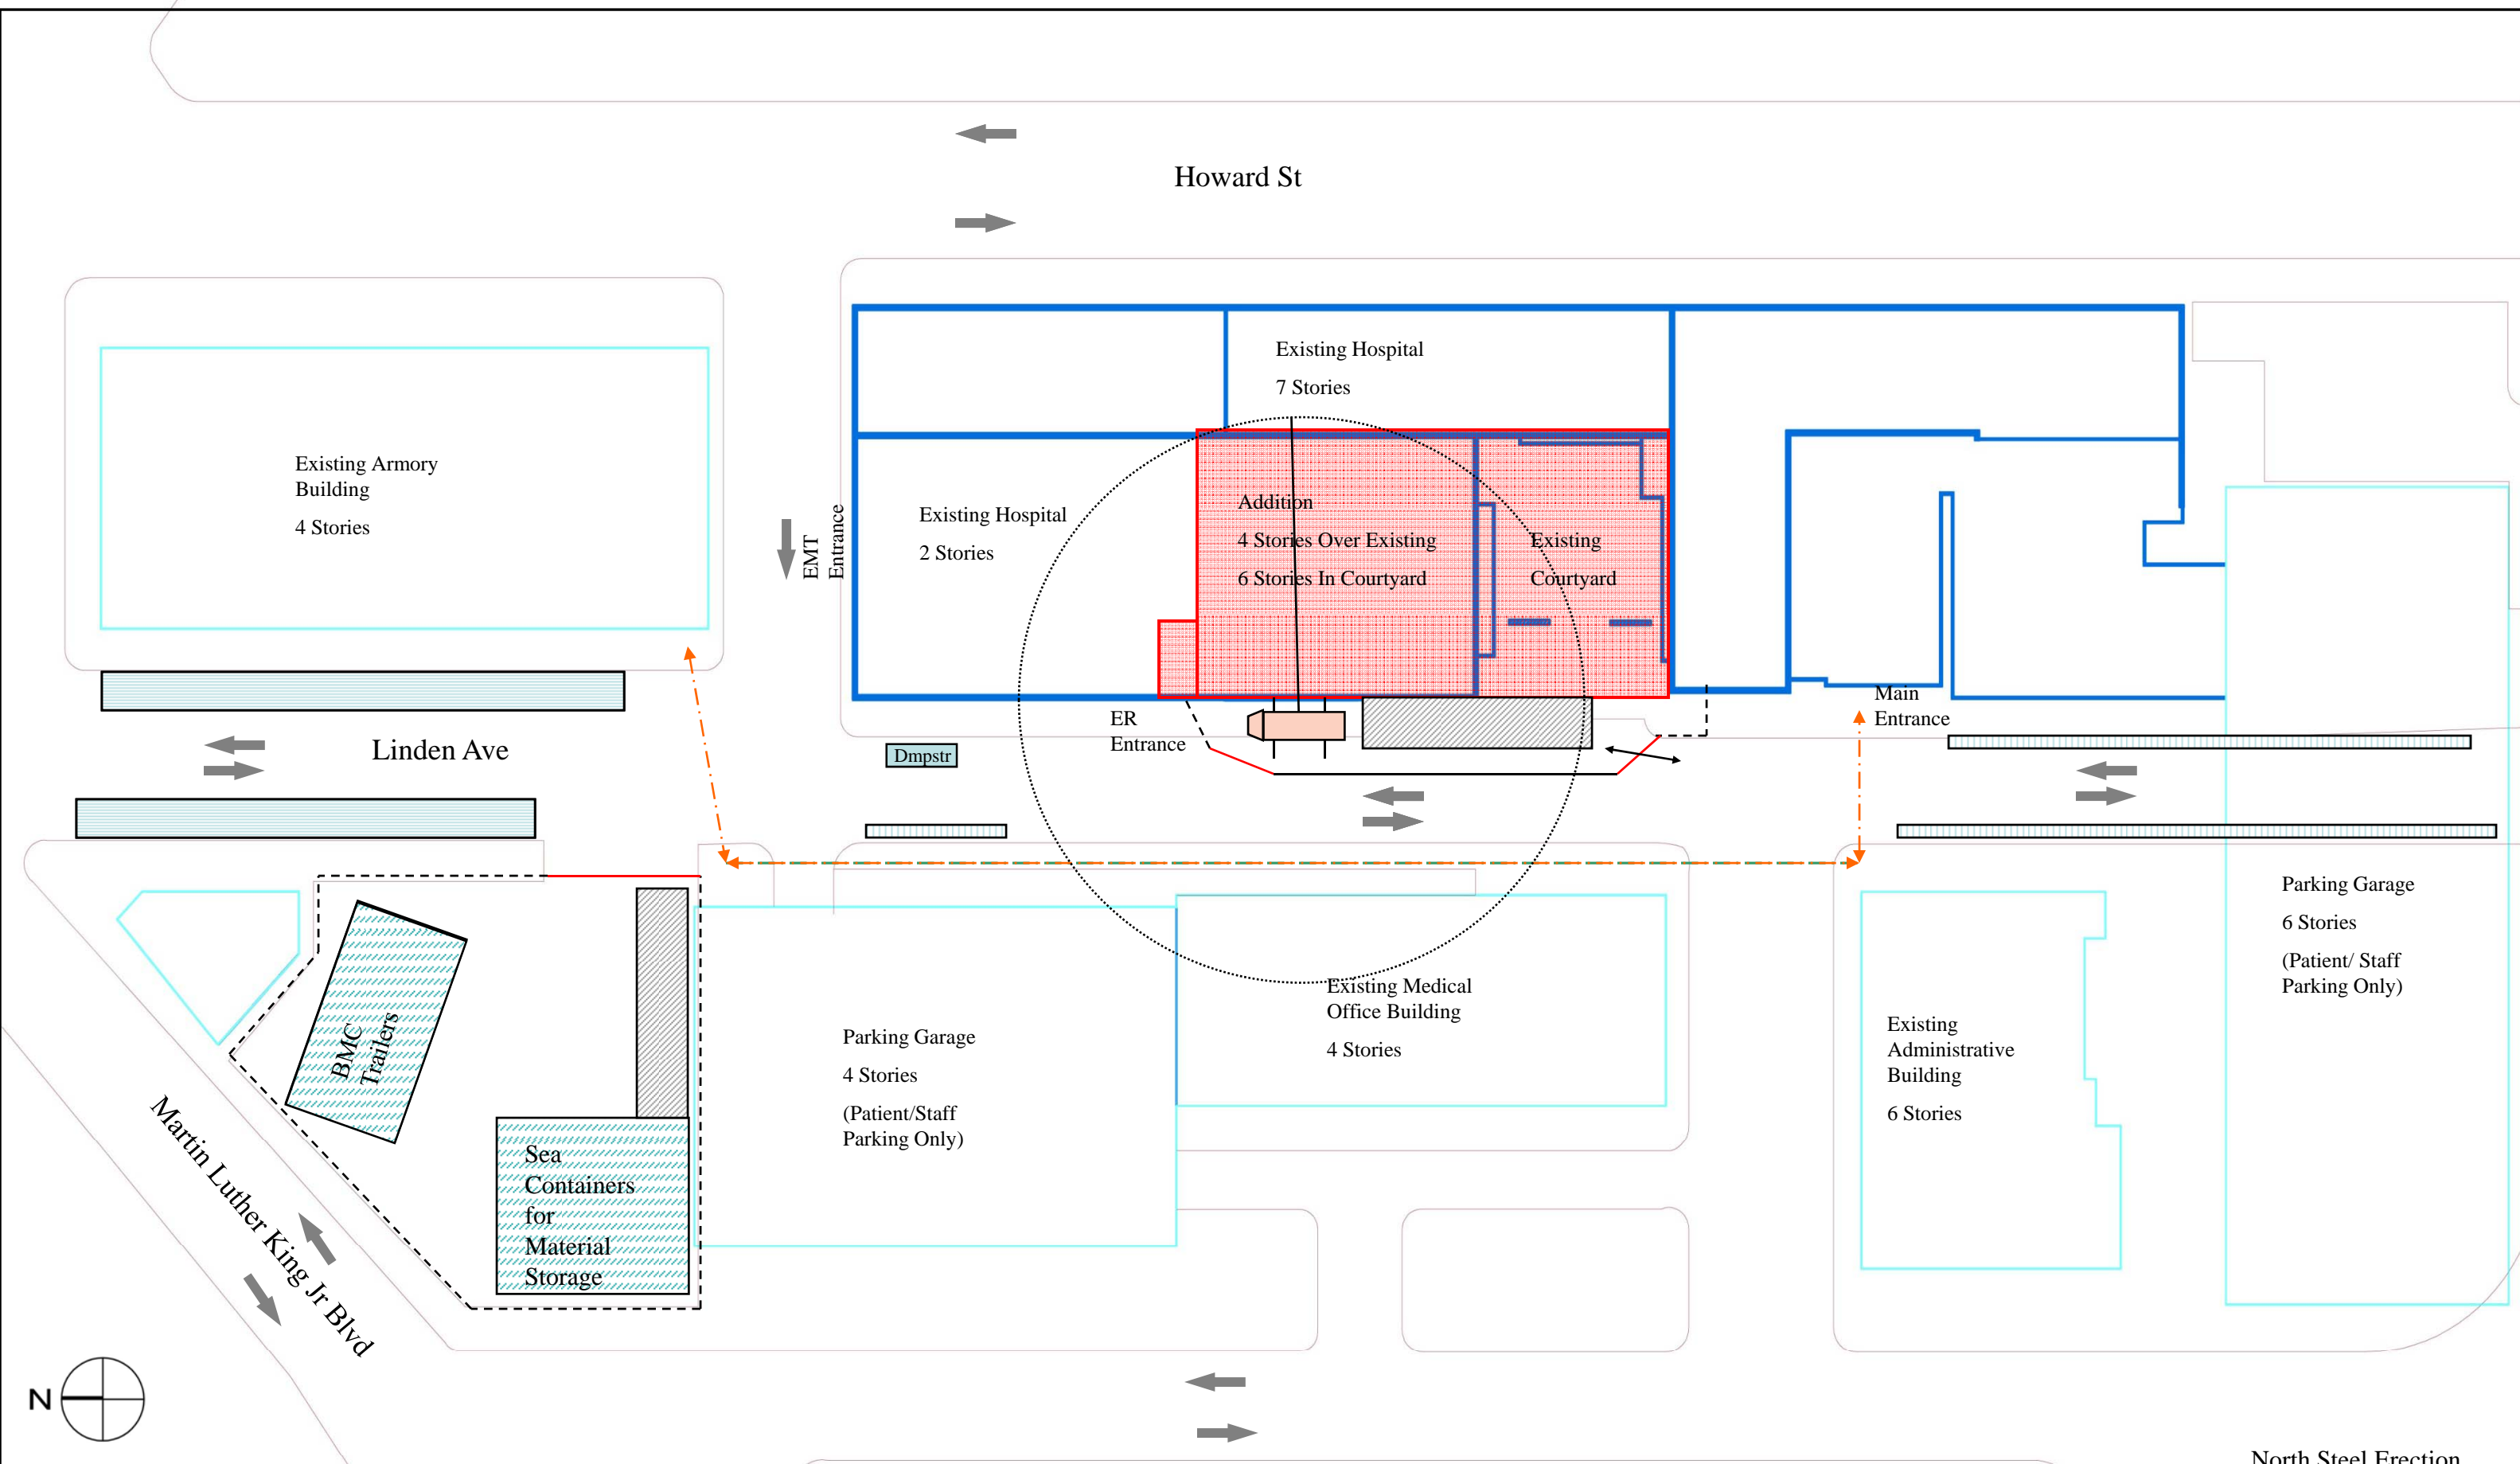 Howard St
Existing Hospital
7 Stories
Existing Armory
Building
4 Stories
EMT
Entrance
Existing Hospital
2 Stories
Addition
4 Stories Over Existing
6 Stories In Courtyard
Existing
Courtyard
Main
Entrance
ER
Entrance
Dmpstr
Linden Ave
Parking Garage
6 Stories
(Patient/ Staff
Parking Only)
Existing Medical
Office Building
4 Stories
Existing
Administrative
Building
6 Stories
Parking Garage
4 Stories
(Patient/Staff
Parking Only)
BMC
Trailers
Sea
Containers
for
Material
Storage
Martin Luther King Jr Blvd
N
North Steel Erection